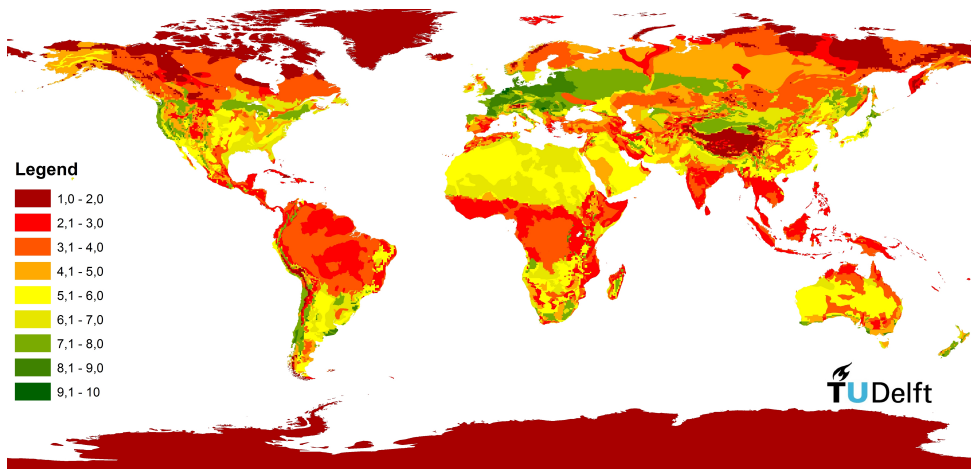 Legend
1,0 - 2,0
2,1 - 3,0
3,1 - 4,0
4,1 - 5,0
5,1 - 6,0
6,1 - 7,0
7,1 - 8,0
8,1 - 9,0
9,1 - 10
TUDelft